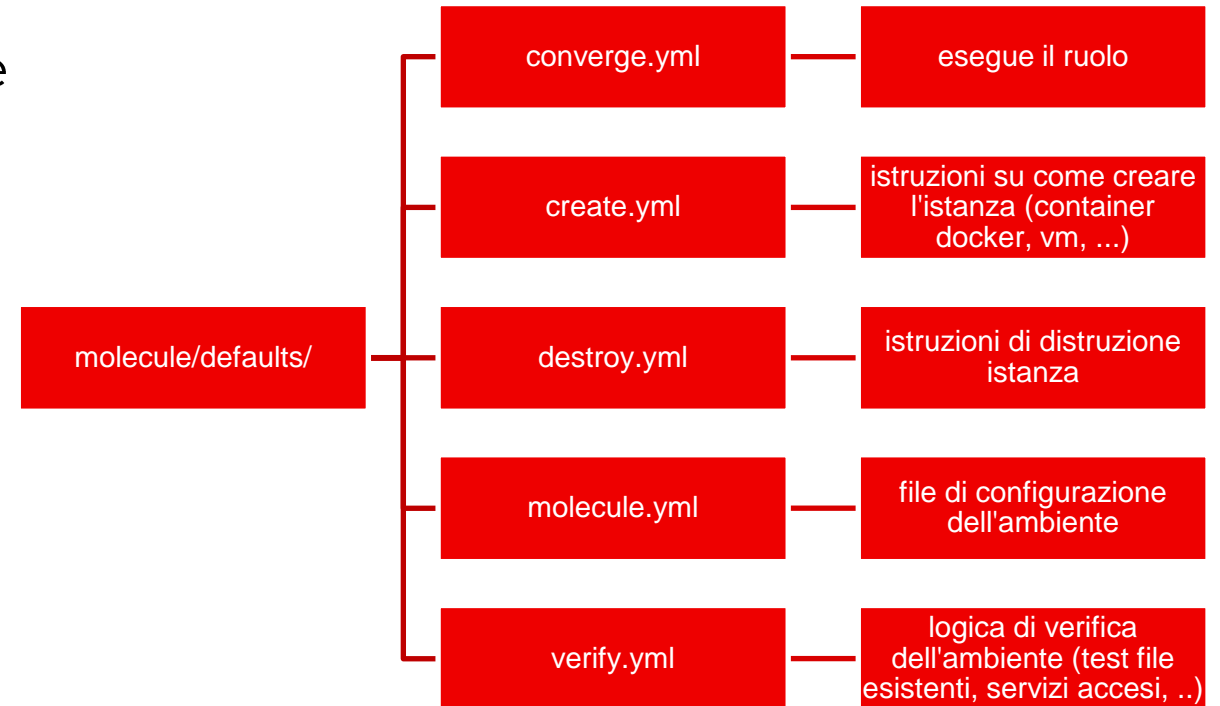 e
converge.yml
esegue il ruolo
create.yml
istruzioni su come creare
l'istanza (container
docker, vm, ...)
molecule/defaults/
destroy.yml
istruzioni di distruzione
istanza
molecule.yml
file di configurazione
dell'ambiente
verify.yml
logica di verifica
dell'ambiente (test file
esistenti, servizi accesi, ..)